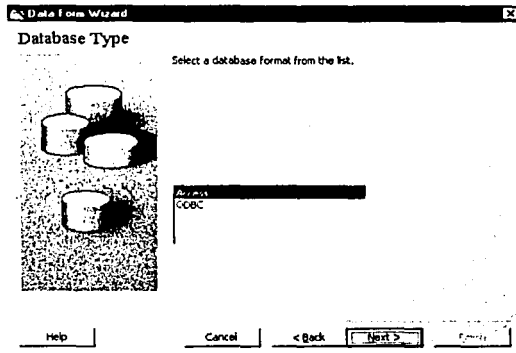 Data Form Wizard
Database Type
Select a database format from the list.
Access
ODBC
Help
Cancel
< Back
Next >